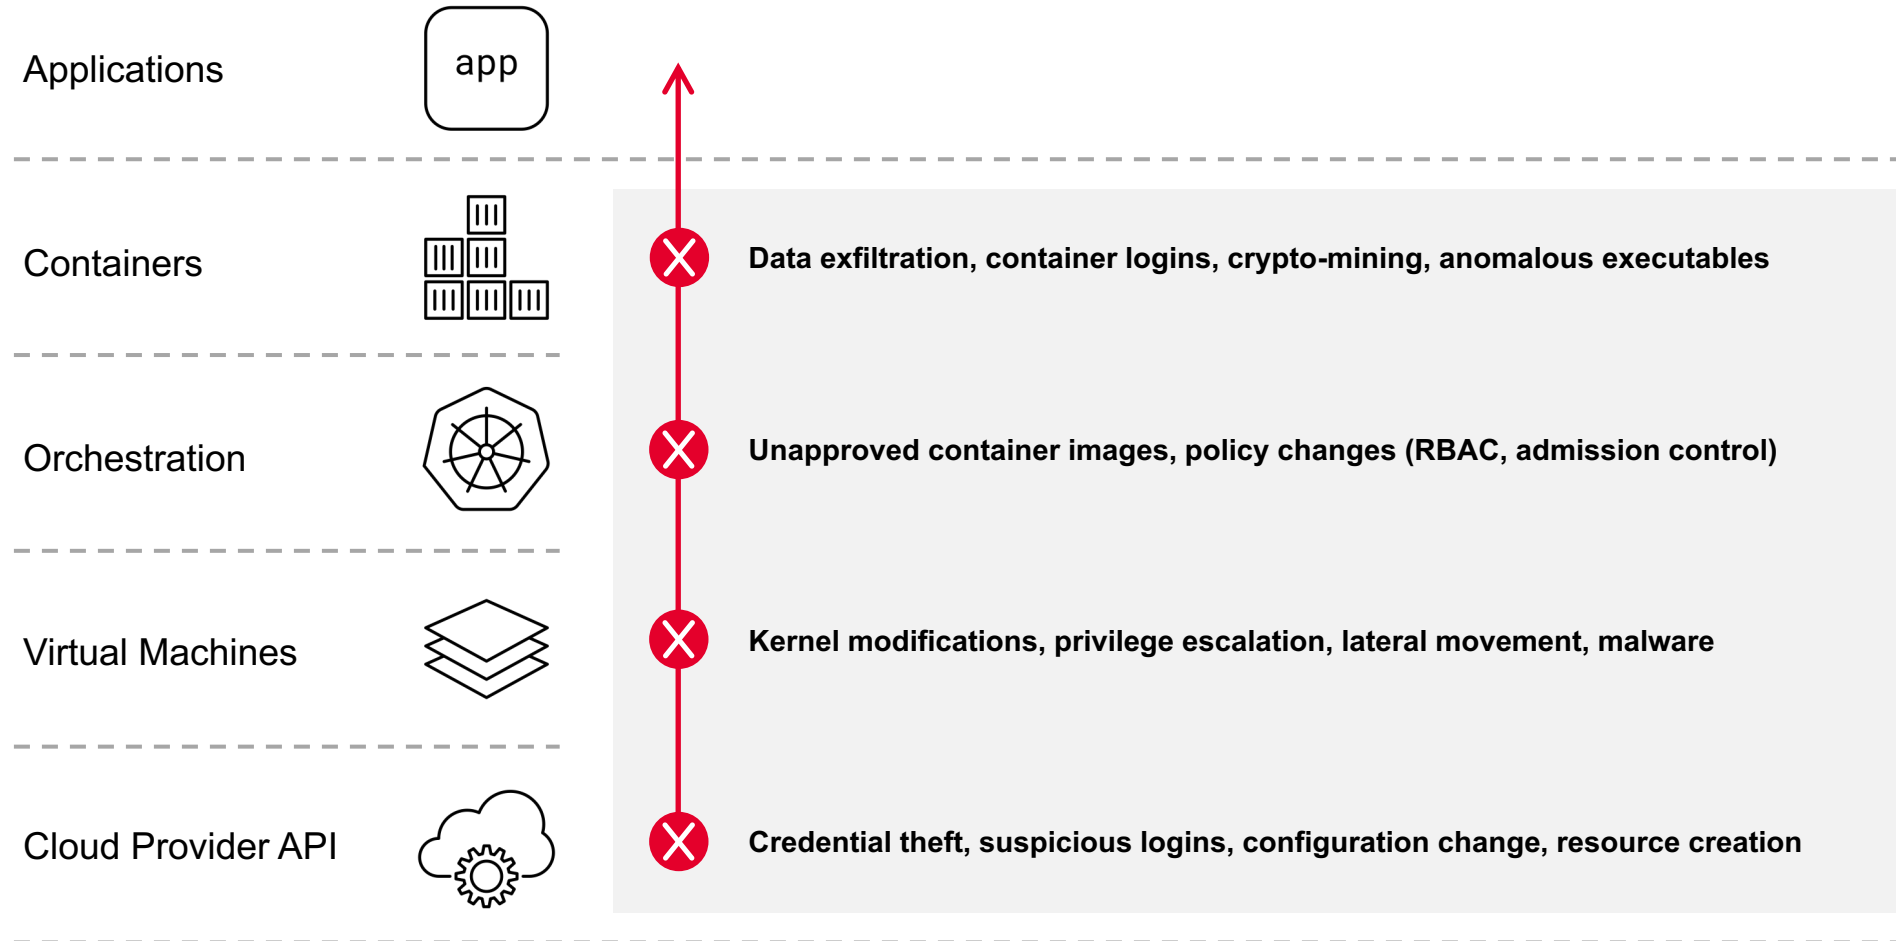 Applications
app
Containers
Data exfiltration, container logins, crypto-mining, anomalous executables
Orchestration
Unapproved container images, policy changes (RBAC, admission control)
Virtual Machines
Kernel modifications, privilege escalation, lateral movement, malware
Cloud Provider API
Credential theft, suspicious logins, configuration change, resource creation